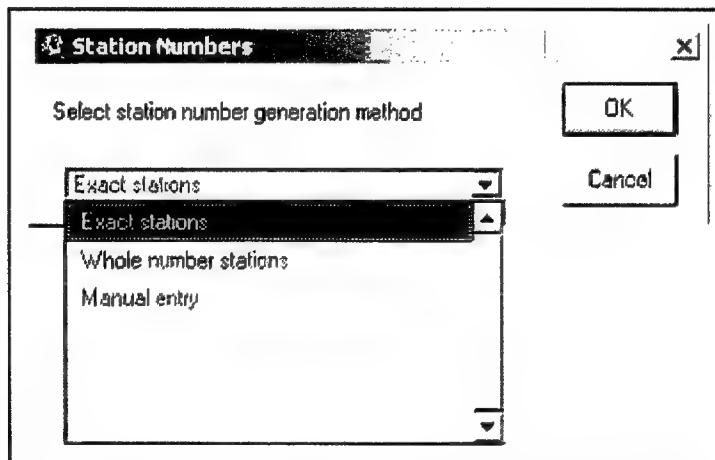 Station Numbers
Select station number generation method
OK
Exact stations
Cancel
Exact stations
Whole number stations
Manual entry